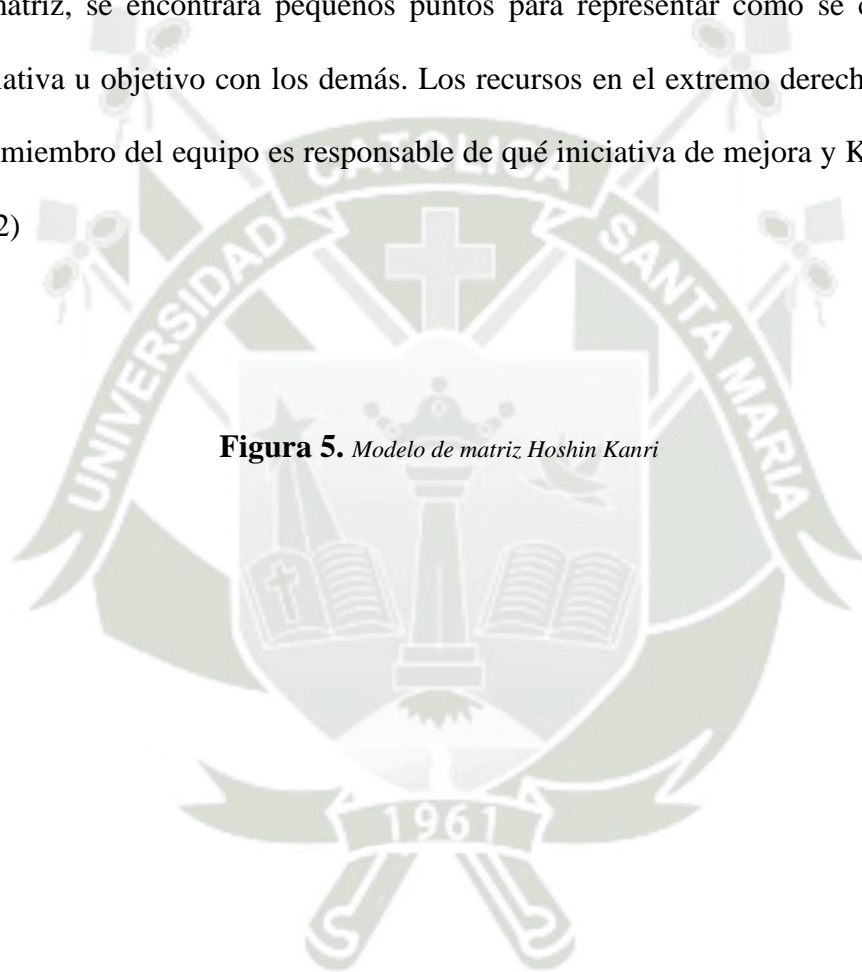 matriz, se encontrará pequeños puntos para representar cómo se
iativa u objetivo con los demás. Los recursos en el extremo derech
miembro del equipo es responsable de qué iniciativa de mejora y K
2)
UNIVERSIDAD CATOLICA SANTA MARIA
Figura 5. Modelo de matriz Hoshin Kanri
1961